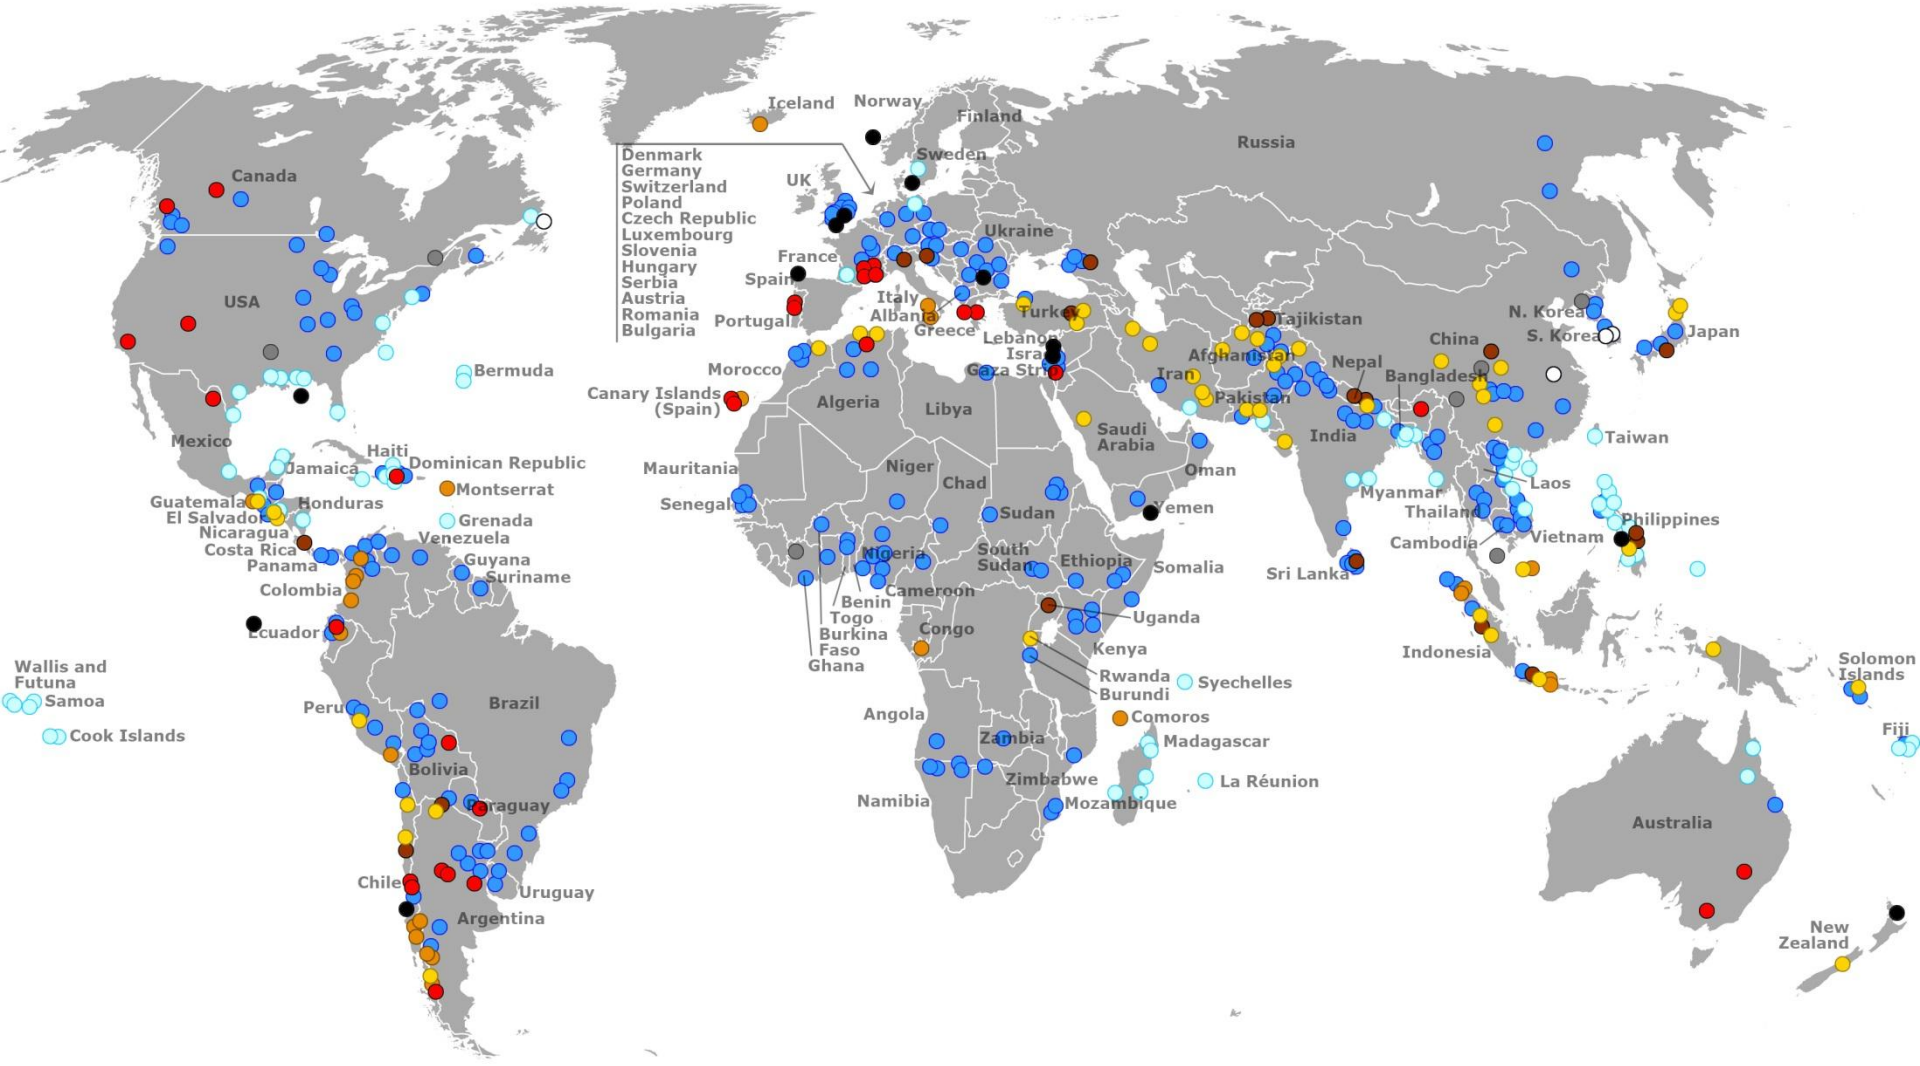 Iceland
Norway
Finland
Russia
Denmark
Germany
Switzerland
Poland
Czech Republic
Luxembourg
Slovenia
Hungary
Serbia
Austria
Romania
Bulgaria
Sweden
UK
Canada
Ukraine
France
Spain
USA
Italy
Albania
Portugal
Greece
Turkey
Tajikistan
N. Korea
S. Korea
Japan
China
Lebanon
Israel
Gaza Strip
Afghanistan
Nepal
Bangladesh
Morocco
Bermuda
Iran
Canary Islands
(Spain)
Algeria
Libya
Pakistan
Saudi
Arabia
India
Taiwan
Mexico
Haiti
Jamaica
Dominican Republic
Mauritania
Niger
Chad
Oman
Montserrat
Laos
Myanmar
Guatemala
Honduras
Senegal
Sudan
Yemen
Thailand
El Salvador
Grenada
Philippines
Nicaragua
Venezuela
Vietnam
Cambodia
Costa Rica
Nigeria
South
Sudan
Ethiopia
Somalia
Panama
Guyana
Suriname
Sri Lanka
Colombia
Cameroon
Benin
Togo
Uganda
Ecuador
Burkina
Faso
Congo
Ghana
Kenya
Indonesia
Wallis and
Futuna
Solomon
Islands
Rwanda
Burundi
Syechelles
Samoa
Peru
Brazil
Angola
Comoros
Cook Islands
Zambia
Madagascar
Fiji
Bolivia
Zimbabwe
La Réunion
Namibia
Mozambique
Paraguay
Australia
Chile
Uruguay
Argentina
New
Zealand